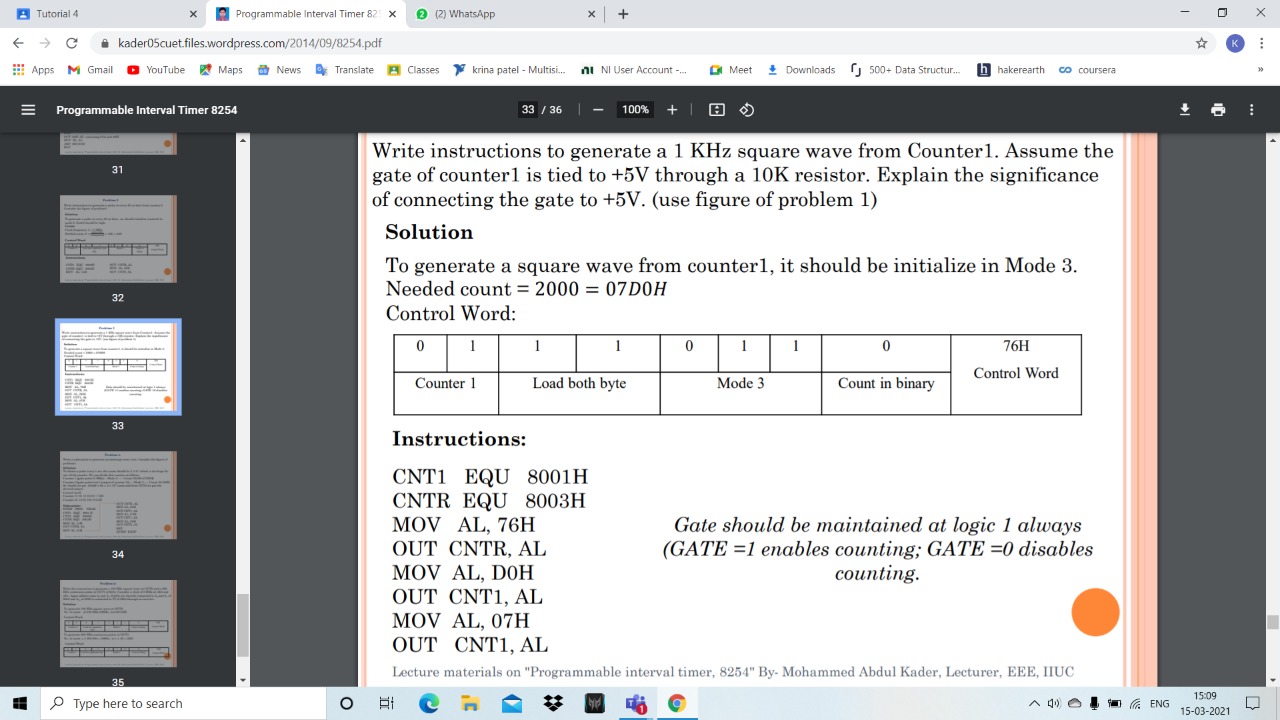 Tutorial 4
Programmable Interval Timer 82
(2) WhatsApp
kader05cuet.files.wordpress.com/2014/09/8254.pdf
K
Apps
Gmail
YouTube
Maps
News
Translate
Classes
krina patel - Multisi...
NI User Account -...
Meet
Downloads
500+ Data Structur...
hakerearth
coursera
»
Programmable Interval Timer 8254
33 / 36
100%
31
32
33
34
35
Write instructions to generate a 1 KHz square wave from Counter1. Assume the
gate of counter1 is tied to +5V through a 10K resistor. Explain the significance
of connecting the gate to +5V. (use figure of problem 1)
Solution
To generate a square wave from counter1, it should be initialize in Mode 3.
Needed count = 2000 = 07D0H
Control Word:
0 1 1 1 0 1 1 0 76H
Control Word
Counter 1 Load both byte Mode 3 Count in binary
Instructions:
CNT1 EQU 8001H
CNTR EQU 8003H
MOV AL, 76H
OUT CNTR, AL
MOV AL, D0H
OUT CNT1, AL
MOV AL, 07H
OUT CNT1, AL
Gate should be maintained at logic 1 always
(GATE =1 enables counting; GATE =0 disables
counting.
Lecture materials on "Programmable interval timer, 8254" By- Mohammed Abdul Kader, Lecturer, EEE, IIUC
Type here to search
ENG
15:09
15-03-2021